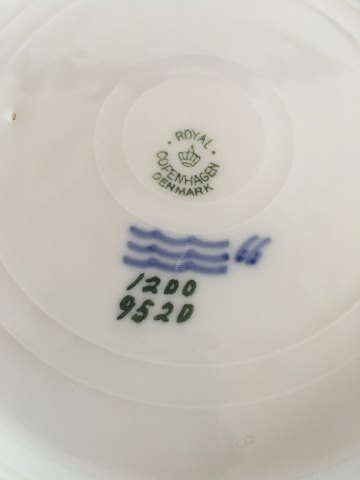 ROYAL
COPENHAGEN
DENMARK
66
1200
9520